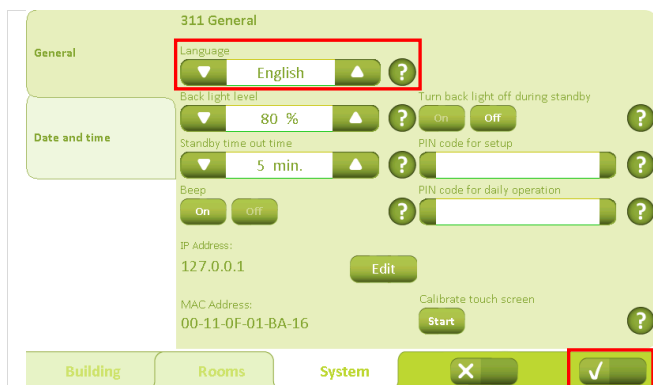 311 General
General
Language
English
?
Back light level
Turn back light off during standby
80 %
?
On
Off
?
Date and time
Standby time out time
PIN code for setup
5 min.
?
?
Beep
PIN code for daily operation
On
Off
?
?
IP Address:
127.0.0.1
Edit
MAC Address:
Calibrate touch screen
00-11-0F-01-BA-16
Start
?
Building
Rooms
System